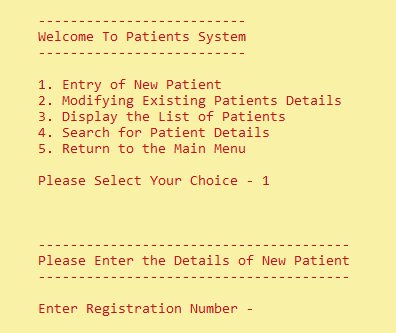 --------------------------
Welcome To Patients System
--------------------------
1. Entry of New Patient
2. Modifying Existing Patients Details
3. Display the List of Patients
4. Search for Patient Details
5. Return to the Main Menu
Please Select Your Choice - 1
---------------------------------------
Please Enter the Details of New Patient
---------------------------------------
Enter Registration Number -